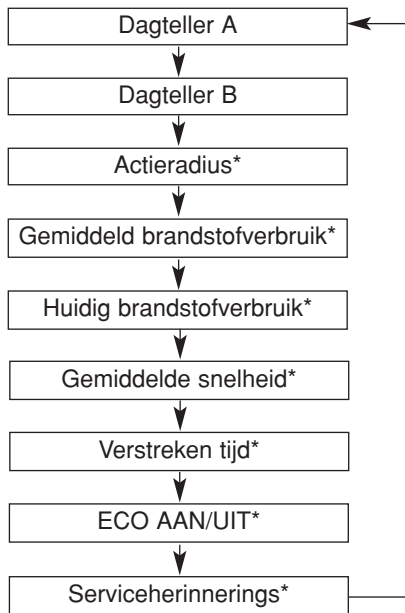 Dagteller A
Dagteller B
Actieradius*
Gemiddeld brandstofverbruik*
Huidig brandstofverbruik*
Gemiddelde snelheid*
Verstreken tijd*
ECO AAN/UIT*
Serviceherinnerings*